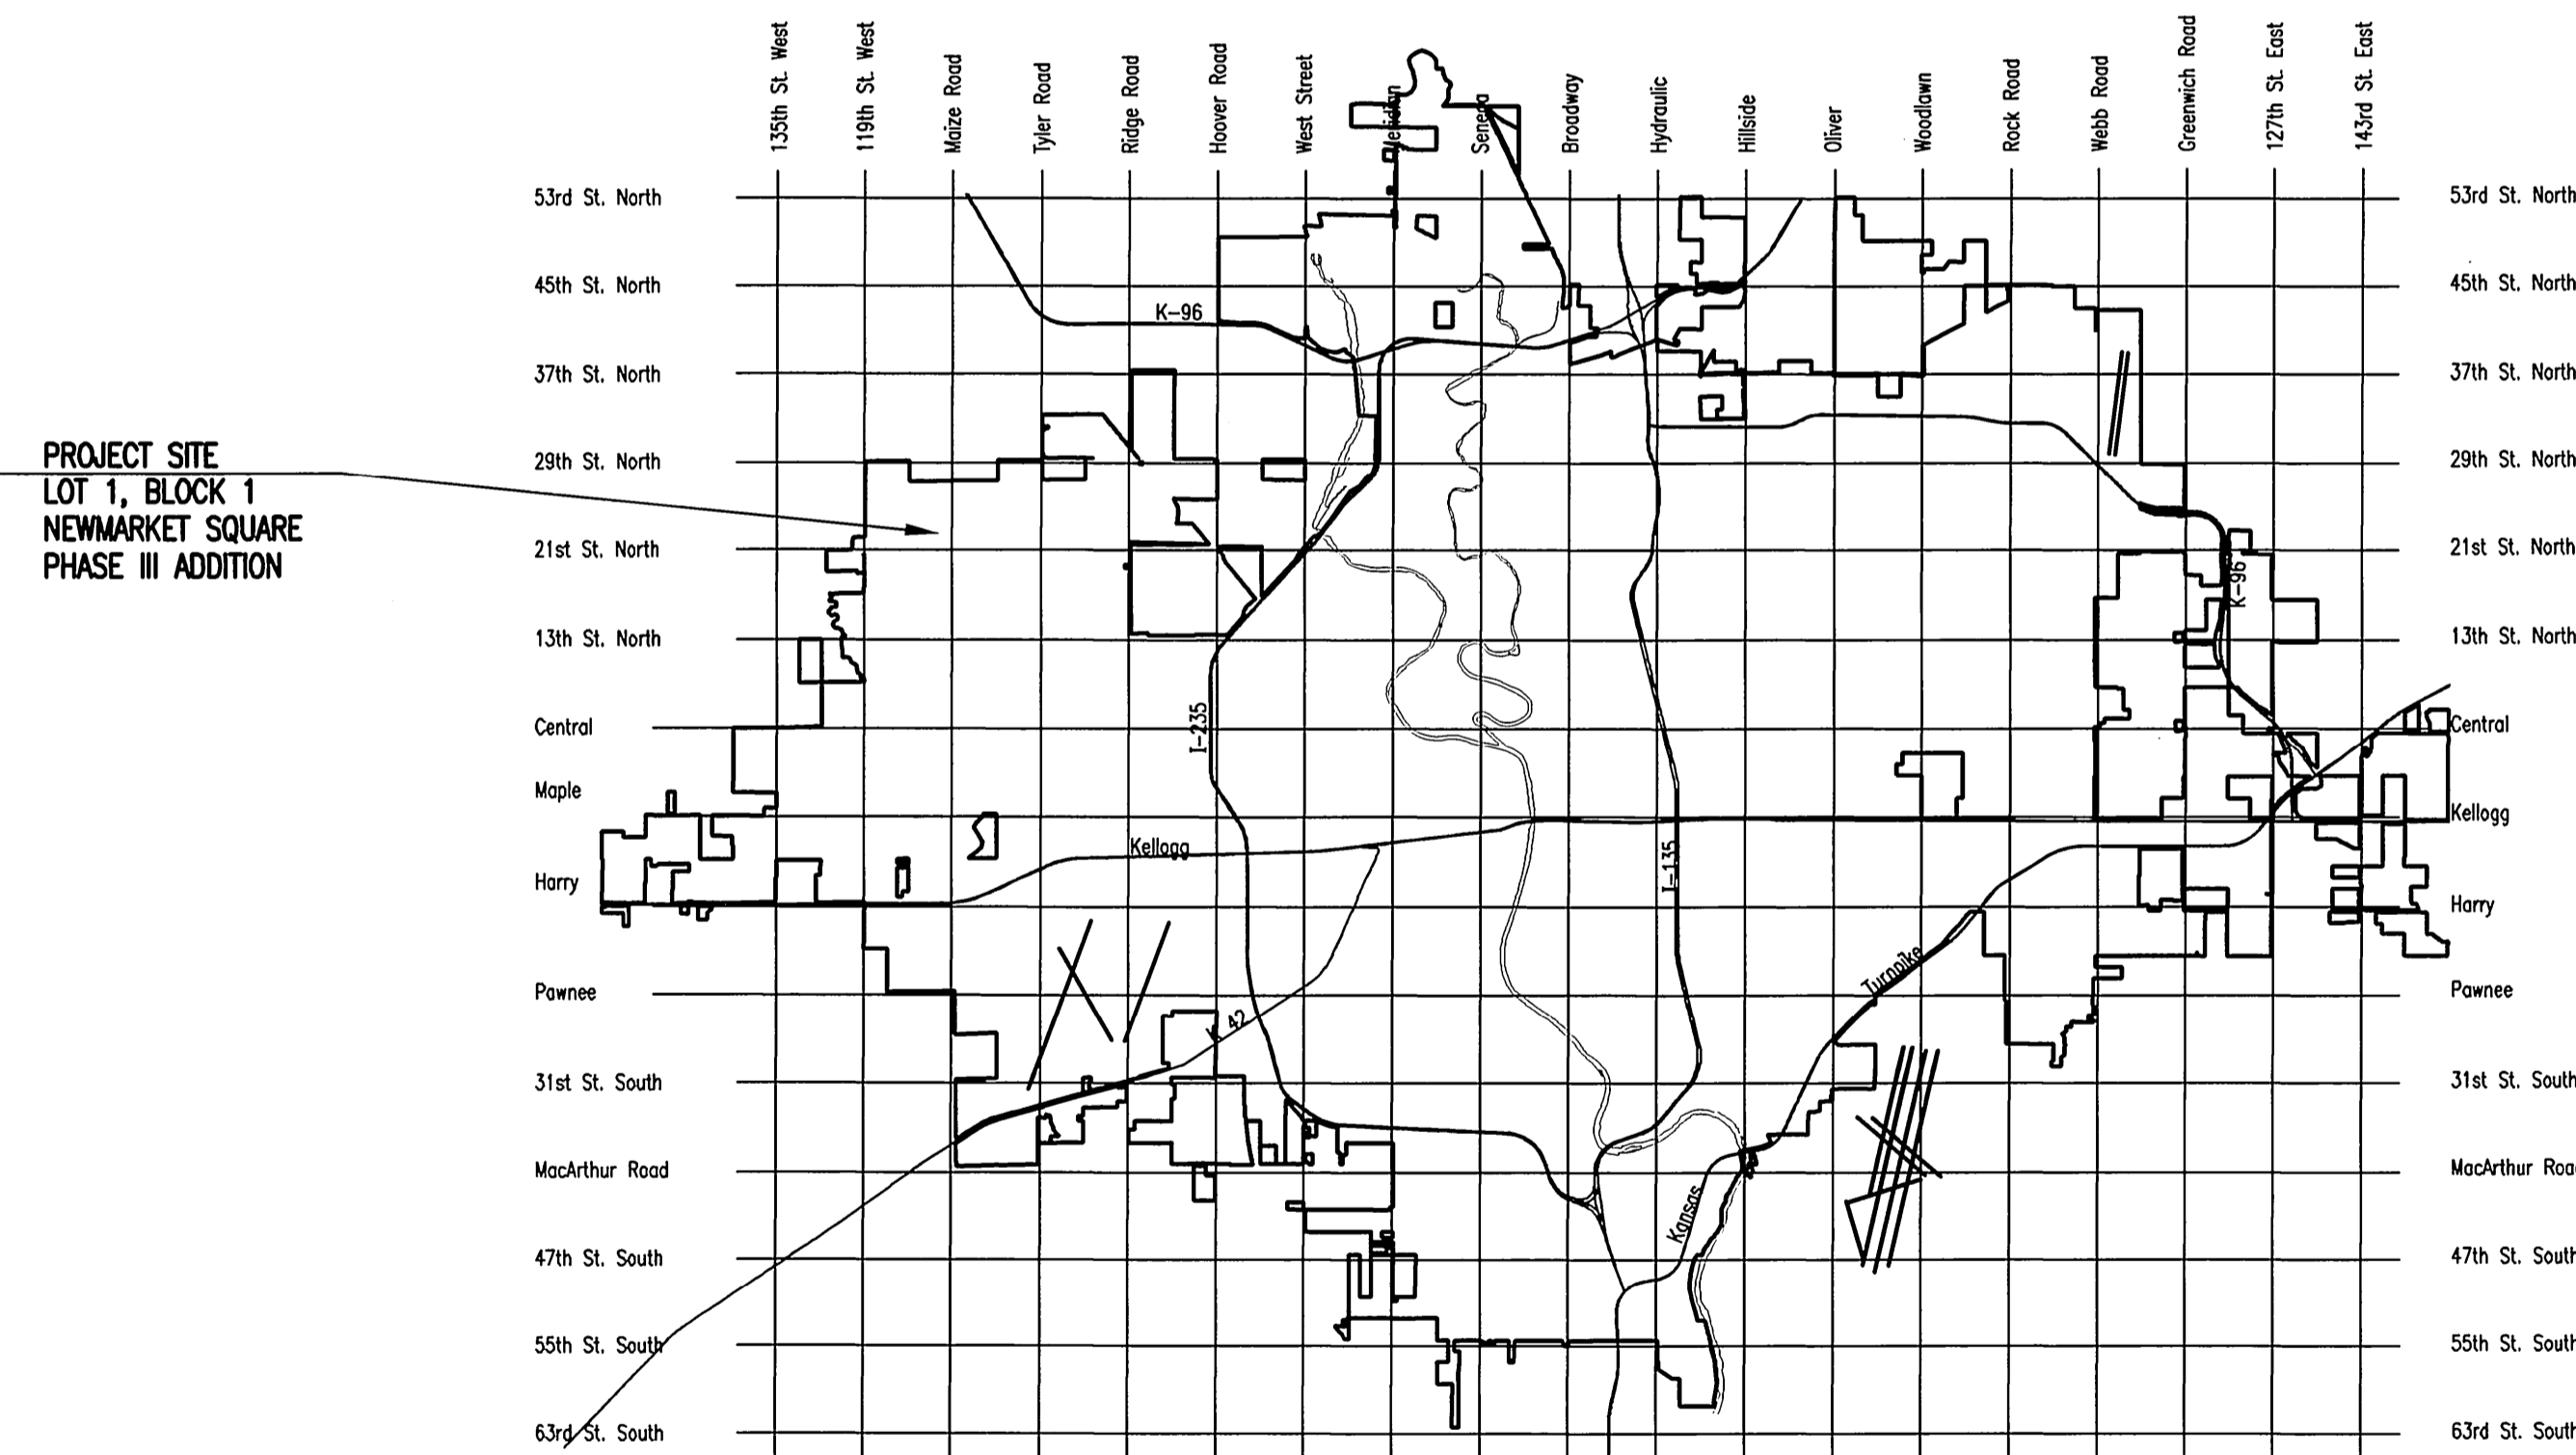 135th St. West
119th St. West
Maize Road
Tyler Road
Ridge Road
Hoover Road
West Street
Meridian
Seneca
Broadway
Hydraulic
Hillside
Oliver
Woodlawn
Rock Road
Webb Road
Greenwich Road
127th St. East
143rd St. East
53rd St. North
53rd St. North
45th St. North
45th St. North
K-96
37th St. North
37th St. North
PROJECT SITE
LOT 1, BLOCK 1
NEWMARKET SQUARE
PHASE III ADDITION
29th St. North
29th St. North
21st St. North
21st St. North
K-96
13th St. North
13th St. North
I-235
Central
Central
Maple
Kellogg
Kellogg
I-135
Harry
Harry
Turnpike
Pawnee
Pawnee
K 42
31st St. South
31st St. South
MacArthur Road
MacArthur Roa
Kansas
47th St. South
47th St. South
55th St. South
55th St. South
63rd St. South
63rd St. South